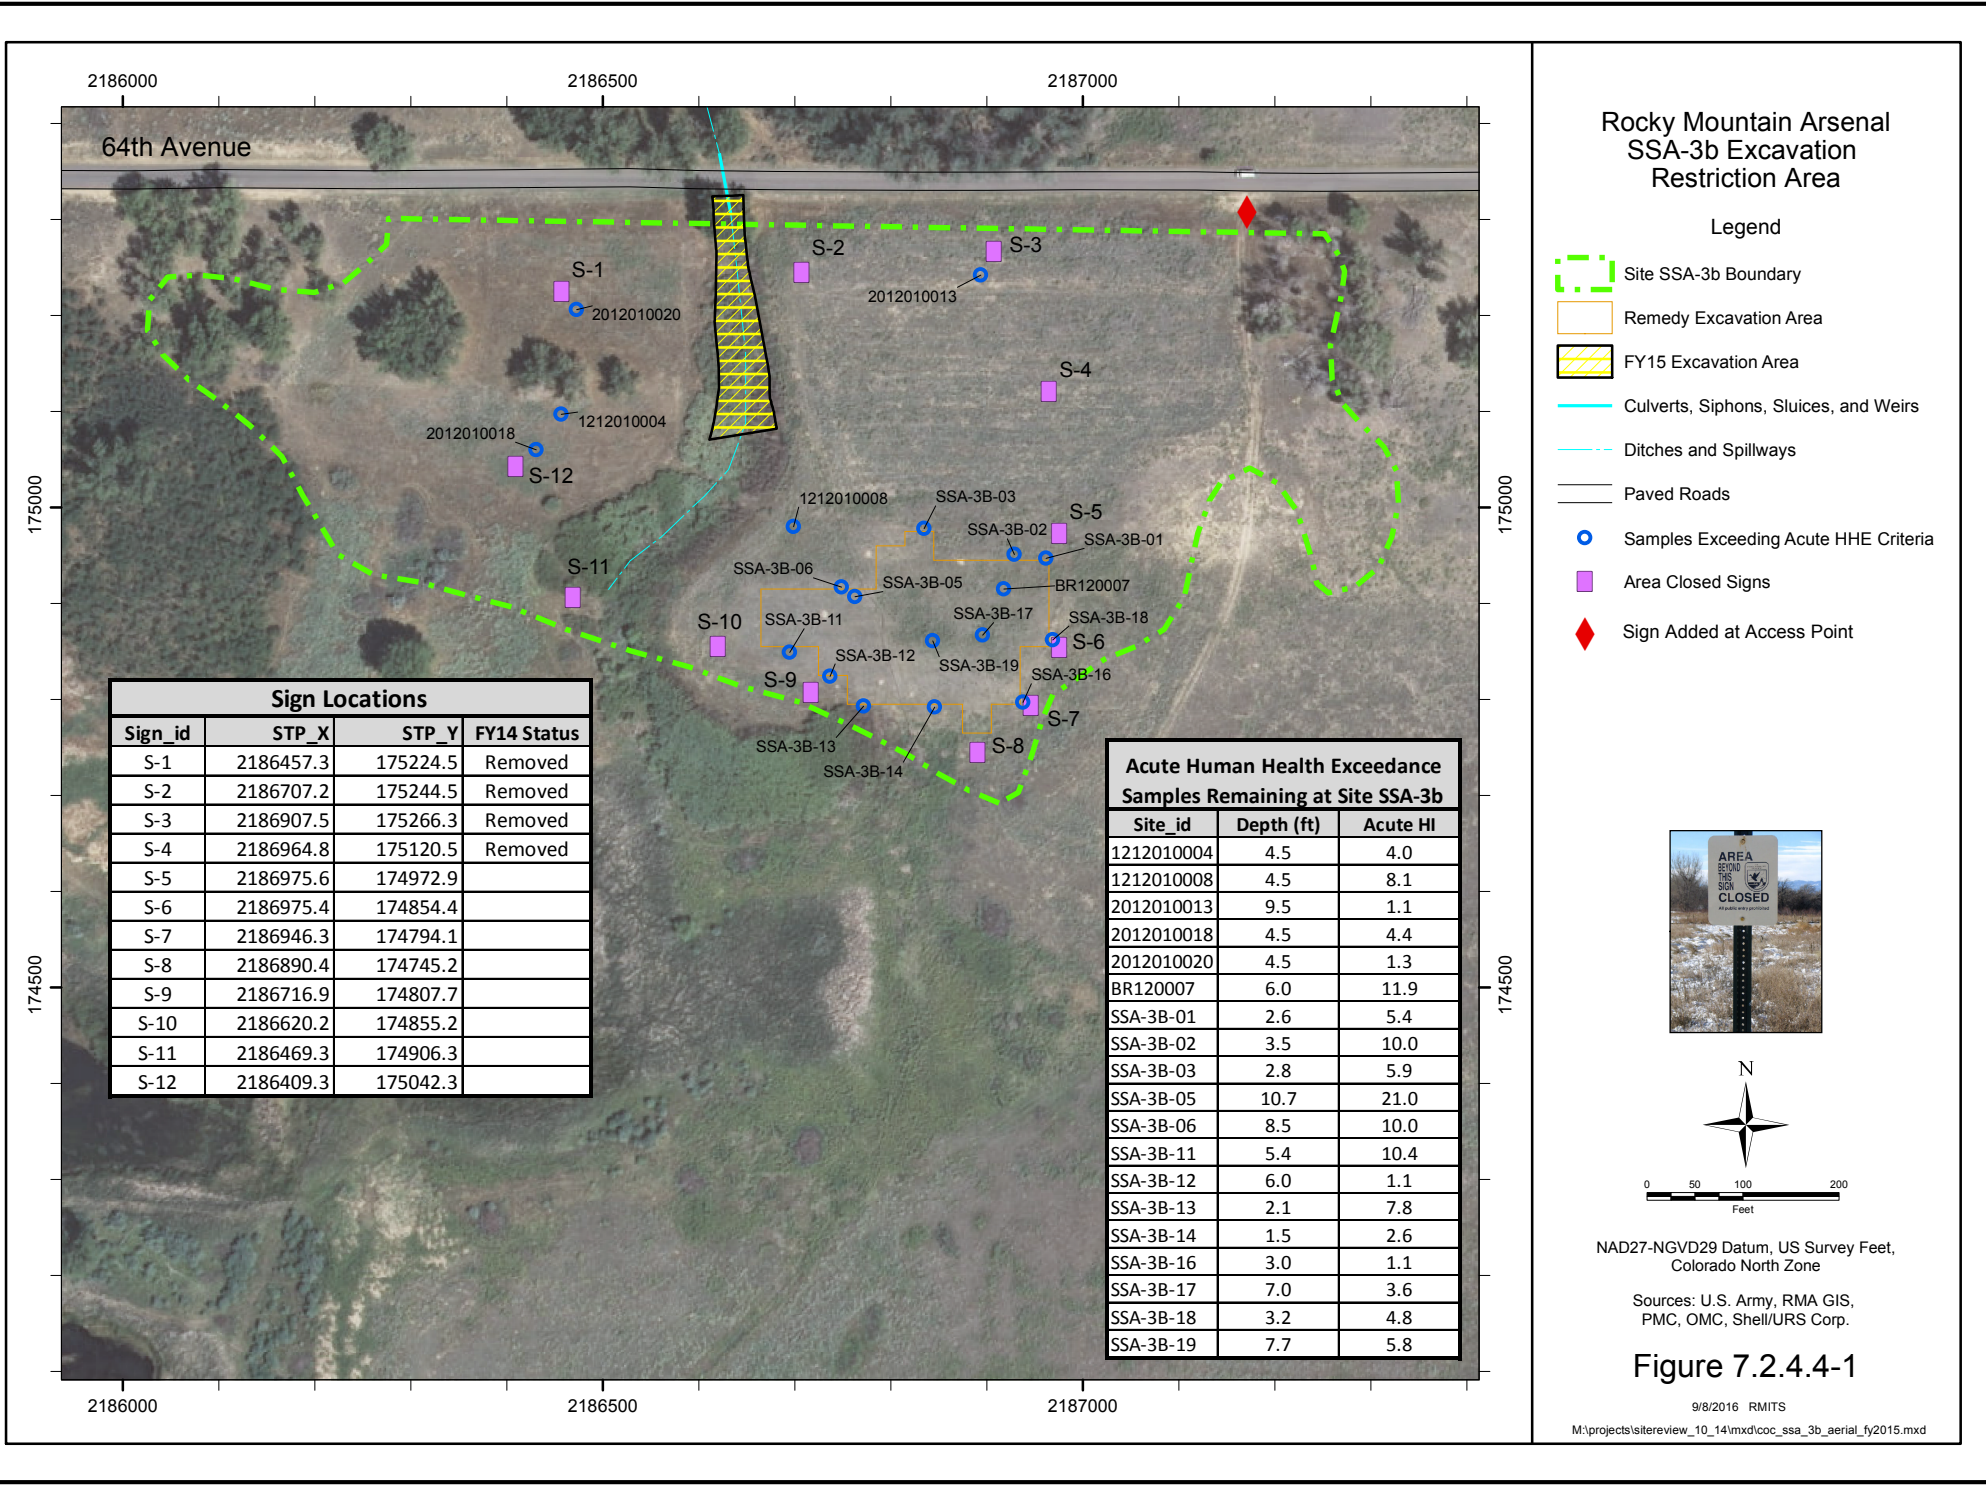 2186000 2186500 2187000
64th Avenue
S-1
S-2
S-3
2012010020
2012010013
S-4
1212010004
2012010018
S-12
175000 175000
1212010008
SSA-3B-03
S-5
SSA-3B-02
SSA-3B-01
S-11
SSA-3B-06
SSA-3B-05
BR120007
S-10
SSA-3B-11
SSA-3B-17
SSA-3B-18
S-6
SSA-3B-12
SSA-3B-19
SSA-3B-16
S-9
S-7
SSA-3B-13
S-8
SSA-3B-14
174500 174500
Sign Locations
Sign_id STP_X STP_Y FY14 Status
S-1 2186457.3 175224.5 Removed
S-2 2186707.2 175244.5 Removed
S-3 2186907.5 175266.3 Removed
S-4 2186964.8 175120.5 Removed
S-5 2186975.6 174972.9
S-6 2186975.4 174854.4
S-7 2186946.3 174794.1
S-8 2186890.4 174745.2
S-9 2186716.9 174807.7
S-10 2186620.2 174855.2
S-11 2186469.3 174906.3
S-12 2186409.3 175042.3
Acute Human Health Exceedance
Samples Remaining at Site SSA-3b
Site_id Depth (ft) Acute HI
1212010004 4.5 4.0
1212010008 4.5 8.1
2012010013 9.5 1.1
2012010018 4.5 4.4
2012010020 4.5 1.3
BR120007 6.0 11.9
SSA-3B-01 2.6 5.4
SSA-3B-02 3.5 10.0
SSA-3B-03 2.8 5.9
SSA-3B-05 10.7 21.0
SSA-3B-06 8.5 10.0
SSA-3B-11 5.4 10.4
SSA-3B-12 6.0 1.1
SSA-3B-13 2.1 7.8
SSA-3B-14 1.5 2.6
SSA-3B-16 3.0 1.1
SSA-3B-17 7.0 3.6
SSA-3B-18 3.2 4.8
SSA-3B-19 7.7 5.8
2186000 2186500 2187000
Rocky Mountain Arsenal
SSA-3b Excavation
Restriction Area
Legend
Site SSA-3b Boundary
Remedy Excavation Area
FY15 Excavation Area
Culverts, Siphons, Sluices, and Weirs
Ditches and Spillways
Paved Roads
Samples Exceeding Acute HHE Criteria
Area Closed Signs
Sign Added at Access Point
AREA
BEYOND
THIS
SIGN
CLOSED
All public entry prohibited
N
0 50 100 200
Feet
NAD27-NGVD29 Datum, US Survey Feet,
Colorado North Zone
Sources: U.S. Army, RMA GIS,
PMC, OMC, Shell/URS Corp.
Figure 7.2.4.4-1
9/8/2016 RMITS
M:\projects\sitereview_10_14\mxd\coc_ssa_3b_aerial_fy2015.mxd